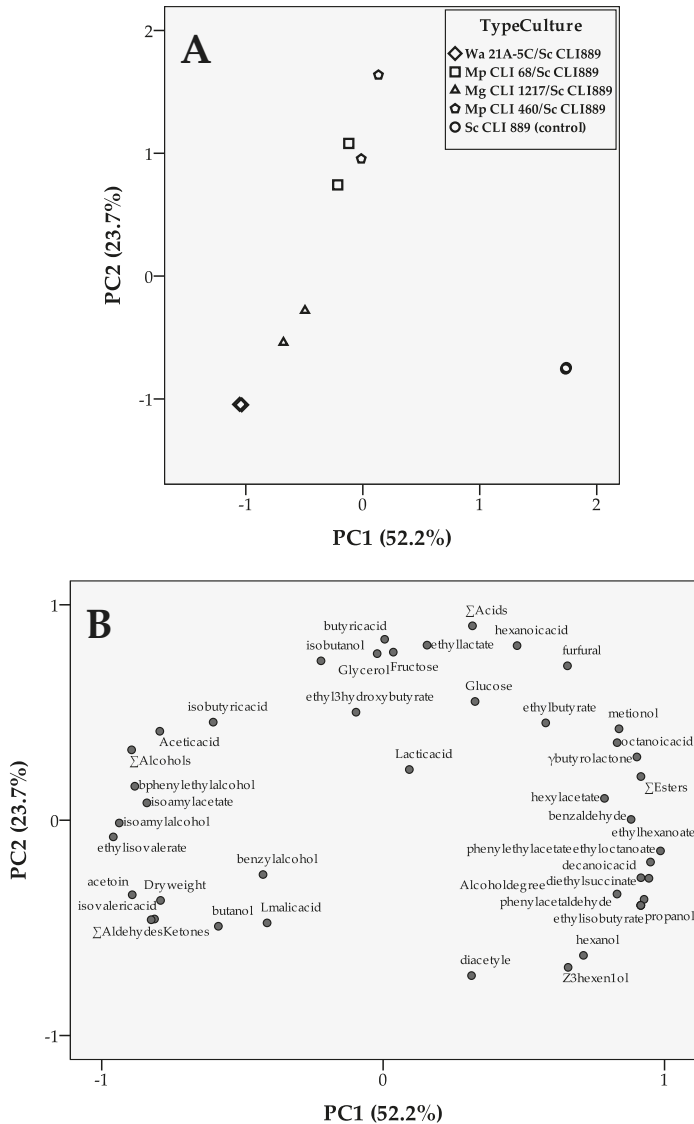 A
TypeCulture
Wa 21A-5C/Sc CLI889
Mp CLI 68/Sc CLI889
Mg CLI 1217/Sc CLI889
Mp CLI 460/Sc CLI889
Sc CLI 889 (control)
2
1
0
-1
PC2 (23.7%)
-1
0
1
2
PC1 (52.2%)
B
1
0
-1
PC2 (23.7%)
∑Acids
butyricacid
hexanoicacid
isobutanol
ethyllactate
furfural
Glycerol
Fructose
Glucose
ethyl3hydroxybutyrate
isobutyricacid
ethylbutyrate
metionol
Aceticacid
octanoicacid
∑Alcohols
Lacticacid
γbutyrolactone
bphenylethylalcohol
∑Esters
isoamylacetate
hexylacetate
isoamylalcohol
benzaldehyde
ethylhexanoate
ethylisovalerate
phenylethylacetate
ethyloctanoate
benzylalcohol
decanoicacid
acetoin
Dryweight
Alcoholdegree
diethylsuccinate
isovalericacid
phenylacetaldehyde
butanol
Lmalicacid
ethylisobutyrate
propanol
∑AldehydesKetones
hexanol
diacetyle
Z3hexen1ol
-1
0
1
PC1 (52.2%)